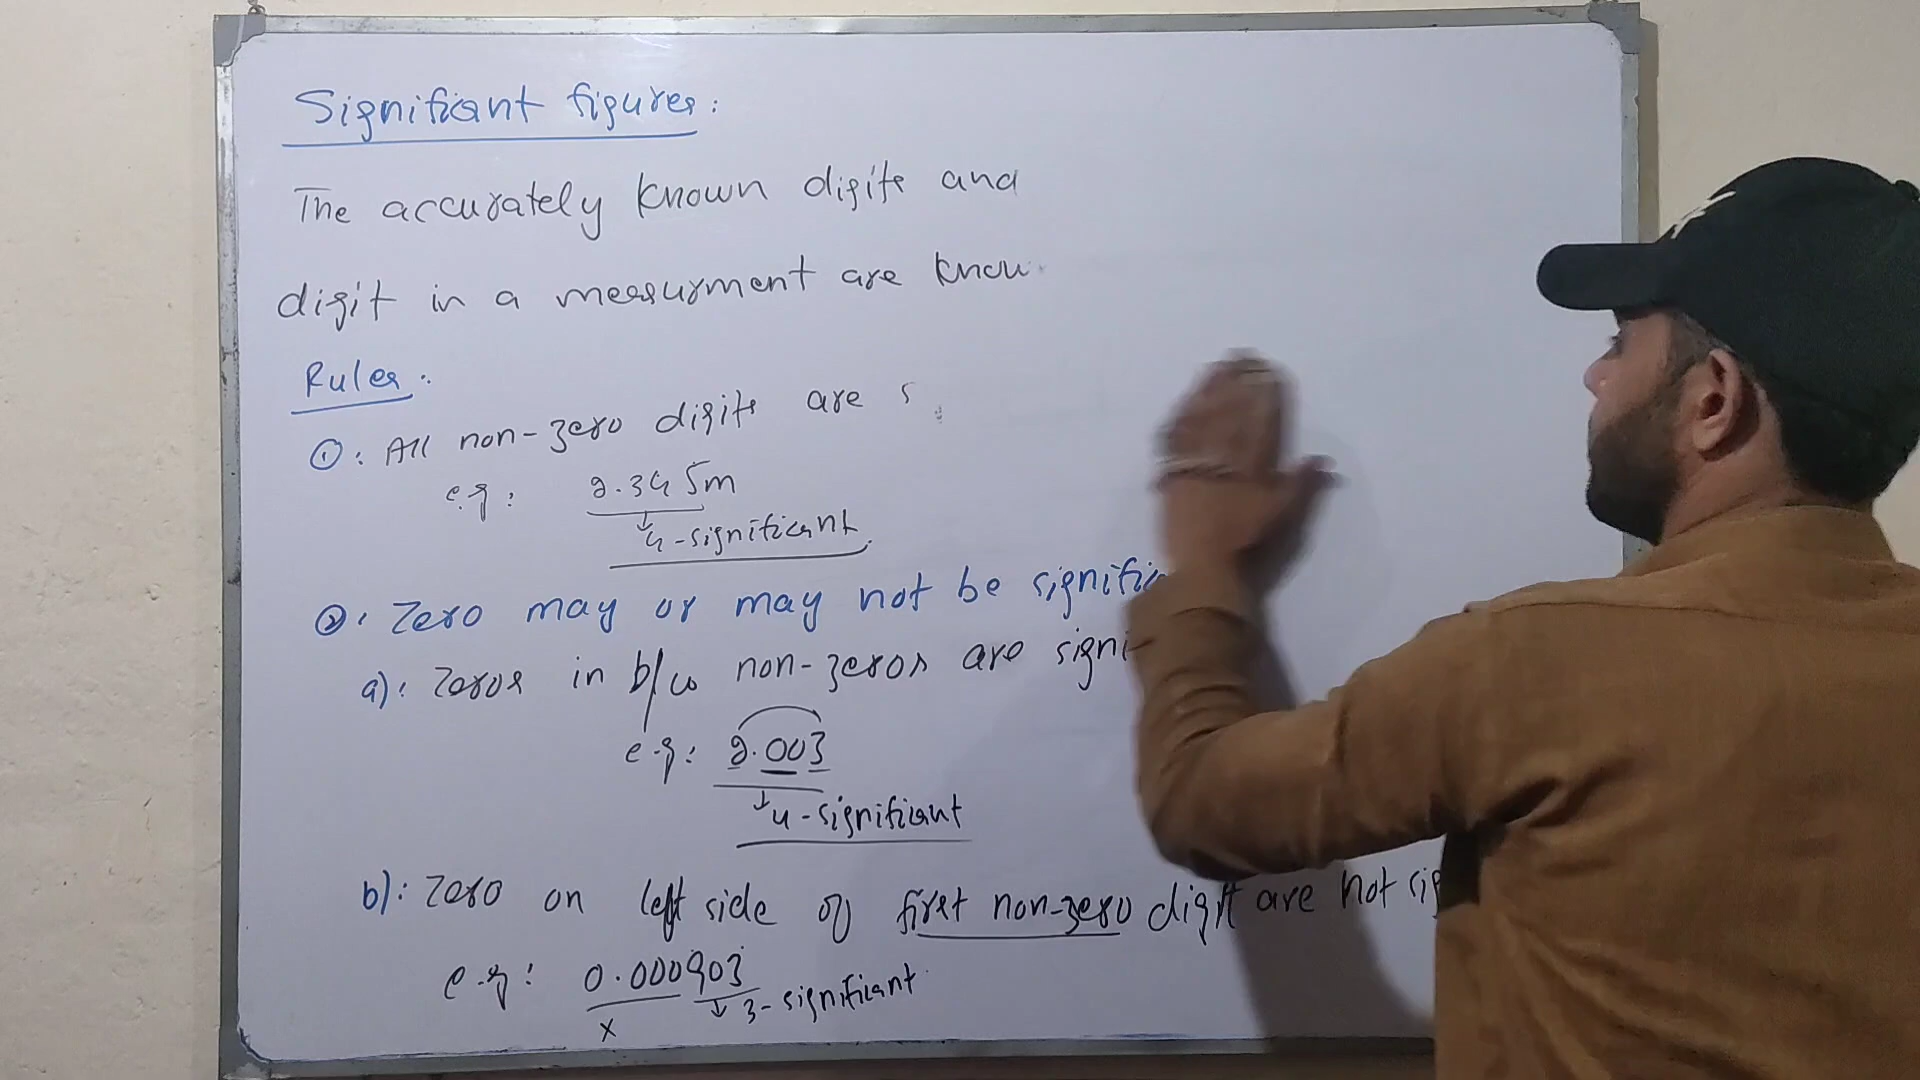 Significant figures:
The accurately known digits and
digit in a measurment are know
Rules:
①: All non-zero digits are s
e.g: 2.345m
↓ 4-significant
②: Zero may or may not be signific
a): Zeros in b/w non-zeros are signi
e.g: 2.003
↓ 4-significant
b): Zero on left side of first non-zero digit are not sig
e.g: 0.000903
x ↓ 3-significant